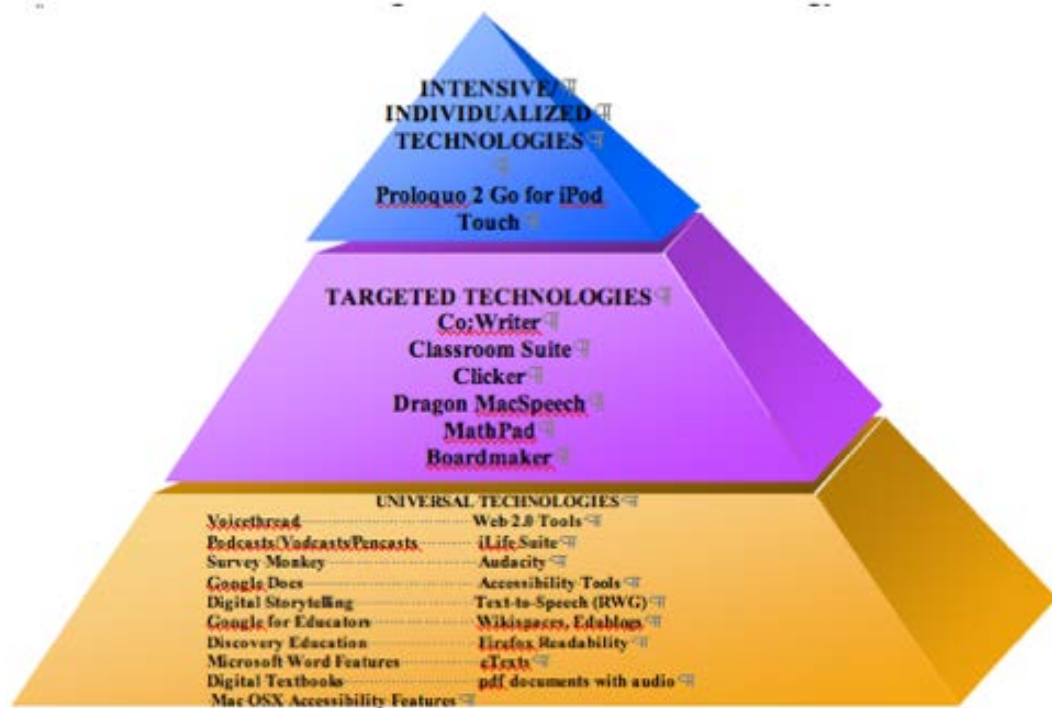 INTENSIVE/
INDIVIDUALIZED
TECHNOLOGIES
Proloquo 2 Go for iPod
Touch
TARGETED TECHNOLOGIES
Co:Writer
Classroom Suite
Clicker
Dragon MacSpeech
MathPad
Boardmaker
UNIVERSAL TECHNOLOGIES
Voicethread Web 2.0 Tools
Podcasts/Vodcasts/Pencasts iLife Suite
Survey Monkey Audacity
Google Docs Accessibility Tools
Digital Storytelling Text-to-Speech (RWG)
Google for Educators Wikispaces, Edublogs
Discovery Education Firefox Readability
Microsoft Word Features eTexts
Digital Textbooks pdf documents with audio
Mac OSX Accessibility Features